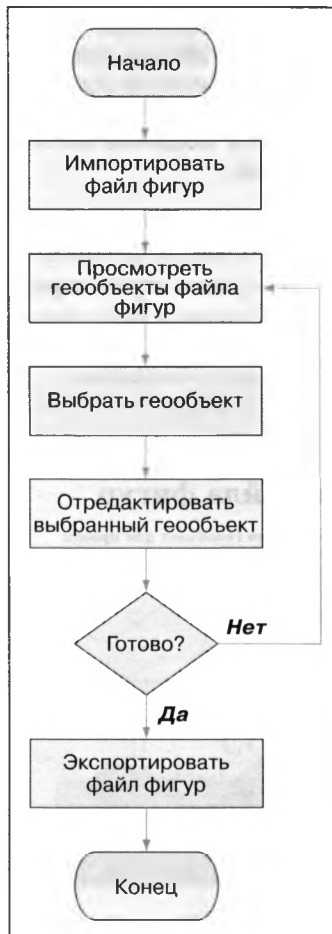 Начало
Импортировать
файл фигур
Просмотреть
геообъекты файла
фигур
Выбрать геообъект
Отредактировать
выбранный геообъект
Готово?
Нет
Да
Экспортировать
файл фигур
Конец